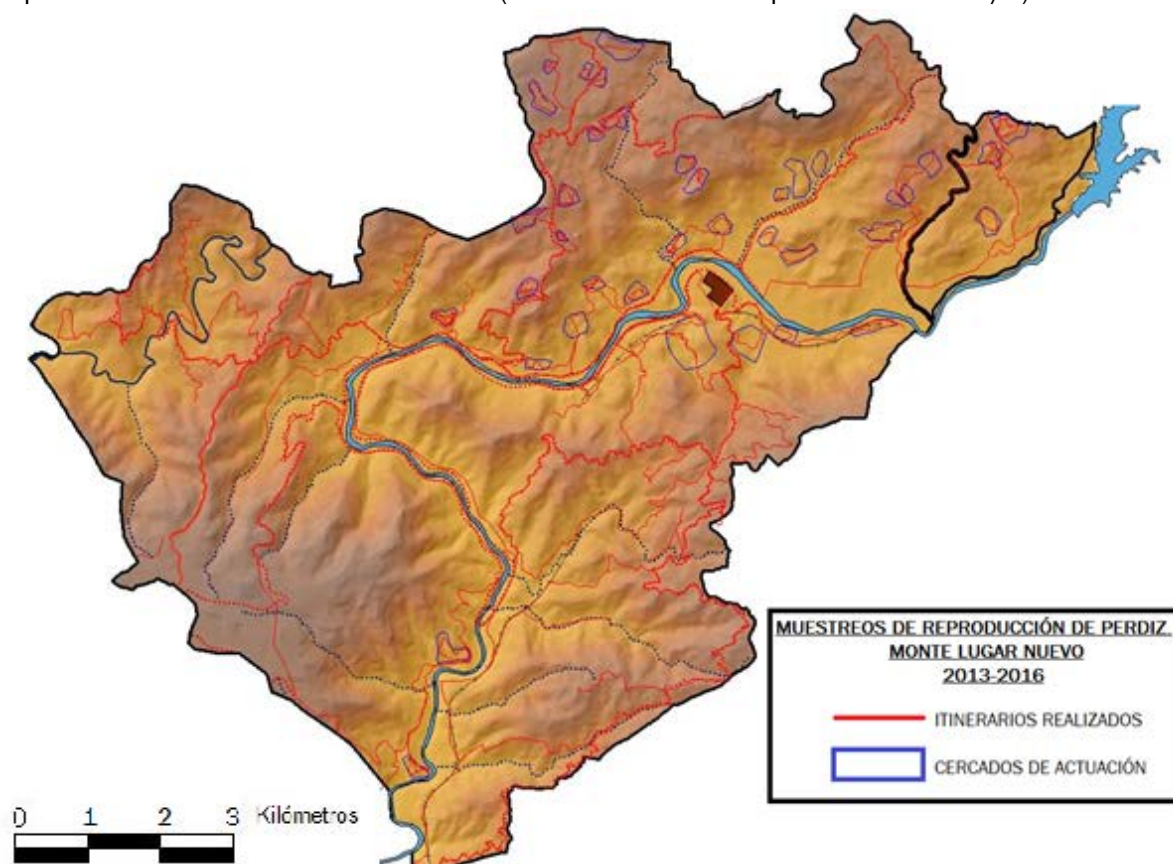 MUESTREOS DE REPRODUCCIÓN DE PERDIZ.
MONTE LUGAR NUEVO
2013-2016
ITINERARIOS REALIZADOS
CERCADOS DE ACTUACIÓN
0 1 2 3 Kilómetros